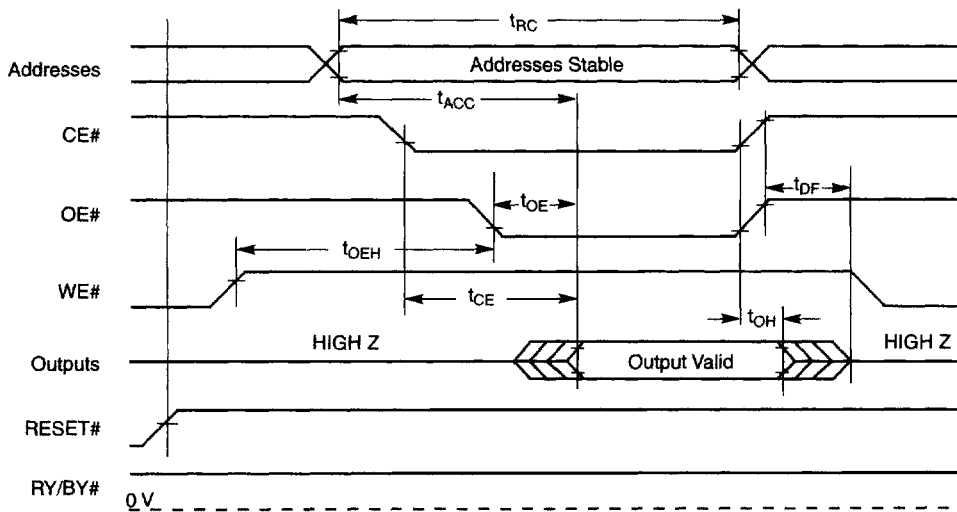 tRC
Addresses
Addresses Stable
tACC
CE#
tDF
OE#
tOE
tOEH
WE#
tCE
tOH
HIGH Z
HIGH Z
Outputs
Output Valid
RESET#
RY/BY#
0 V